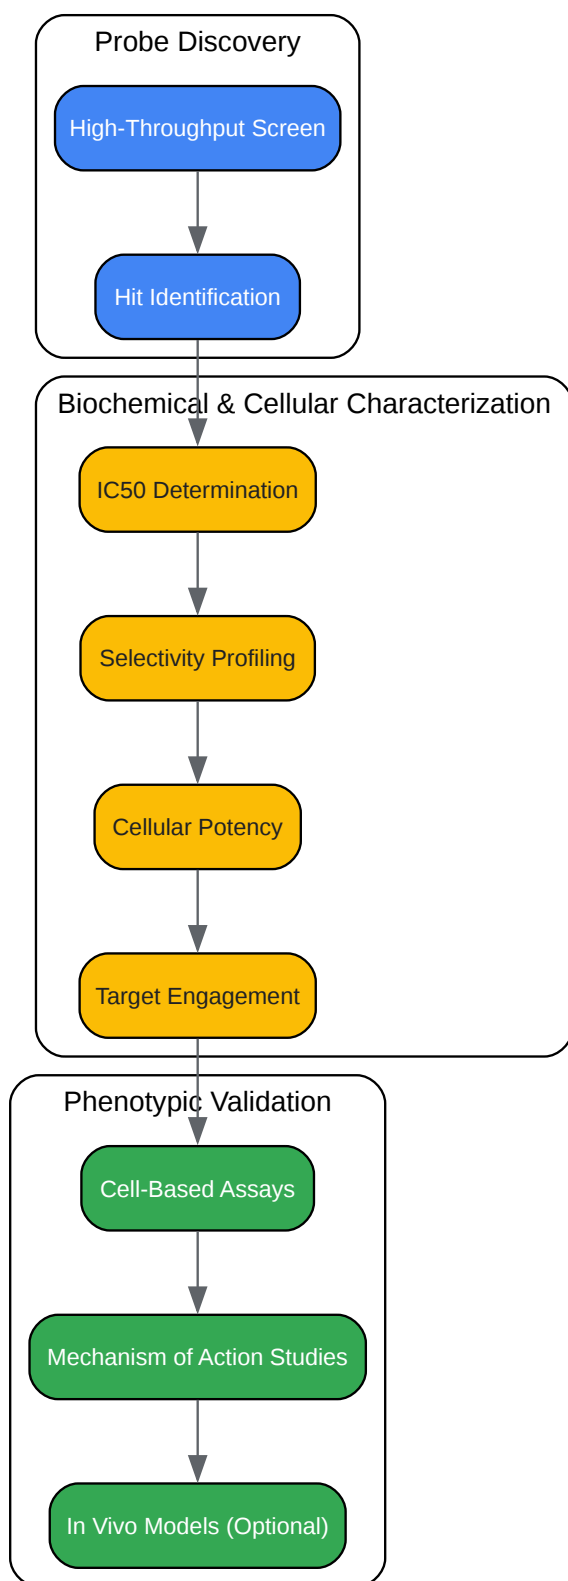 Probe Discovery
High-Throughput Screen
Hit Identification
Biochemical & Cellular Characterization
IC50 Determination
Selectivity Profiling
Cellular Potency
Target Engagement
Phenotypic Validation
Cell-Based Assays
Mechanism of Action Studies
In Vivo Models (Optional)